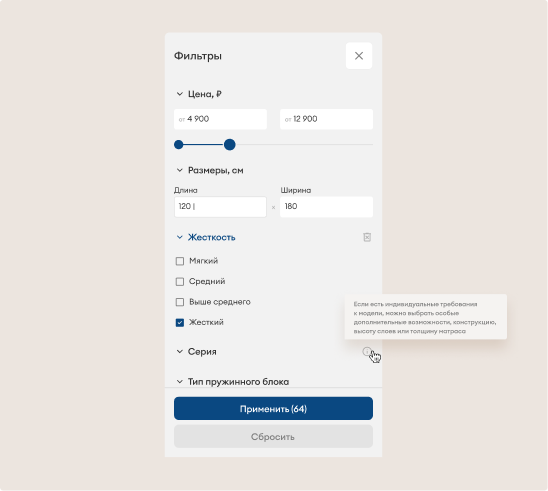 Фильтры
Цена, ₽
от 4 900
от 12 900
Размеры, см
Длина
Ширина
120
x
180
Жесткость
Мягкий
Средний
Выше среднего
Жесткий
Если есть индивидуальные требования
к модели, можно выбрать особые
дополнительные возможности, конструкцию,
высоту слоев или толщину матраса
Серия
Тип пружинного блока
Применить (64)
Сбросить